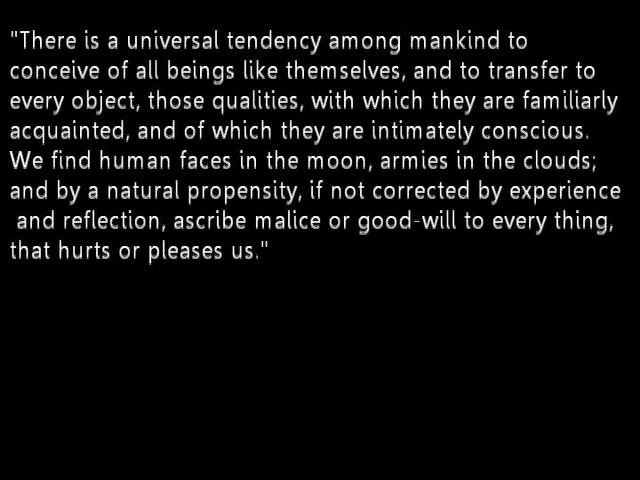 "There is a universal tendency among mankind to
conceive of all beings like themselves, and to transfer to
every object, those qualities, with which they are familiarly
acquainted, and of which they are intimately conscious.
We find human faces in the moon, armies in the clouds;
and by a natural propensity, if not corrected by experience
and reflection, ascribe malice or good-will to every thing,
that hurts or pleases us."